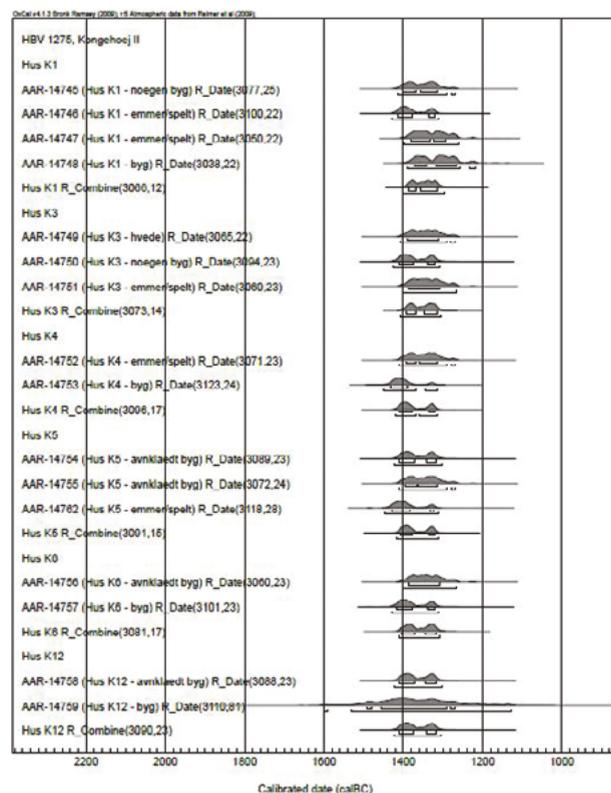 OxCal v4.1.3 Bronk Ramsey (2009); r:5 Atmospheric data from Reimer et al (2009);
HBV 1275, Kongehoej II
Hus K1
AAR-14745 (Hus K1 - noegen byg) R_Date(3077,25)
AAR-14746 (Hus K1 - emmer/spelt) R_Date(3100,22)
AAR-14747 (Hus K1 - emmer/spelt) R_Date(3050,22)
AAR-14748 (Hus K1 - byg) R_Date(3038,22)
Hus K1 R_Combine(3066,12)
Hus K3
AAR-14749 (Hus K3 - hvede) R_Date(3065,22)
AAR-14750 (Hus K3 - noegen byg) R_Date(3094,23)
AAR-14751 (Hus K3 - emmer/spelt) R_Date(3060,23)
Hus K3 R_Combine(3073,14)
Hus K4
AAR-14752 (Hus K4 - emmer/spelt) R_Date(3071,23)
AAR-14753 (Hus K4 - byg) R_Date(3123,24)
Hus K4 R_Combine(3096,17)
Hus K5
AAR-14754 (Hus K5 - avnklaedt byg) R_Date(3089,23)
AAR-14755 (Hus K5 - avnklaedt byg) R_Date(3072,24)
AAR-14762 (Hus K5 - emmer/spelt) R_Date(3118,28)
Hus K5 R_Combine(3091,15)
Hus K6
AAR-14756 (Hus K6 - avnklaedt byg) R_Date(3060,23)
AAR-14757 (Hus K6 - byg) R_Date(3101,23)
Hus K6 R_Combine(3081,17)
Hus K12
AAR-14758 (Hus K12 - avnklaedt byg) R_Date(3088,23)
AAR-14759 (Hus K12 - byg) R_Date(3110,81)
Hus K12 R_Combine(3090,23)
2200 2000 1800 1600 1400 1200 1000
Calibrated date (calBC)